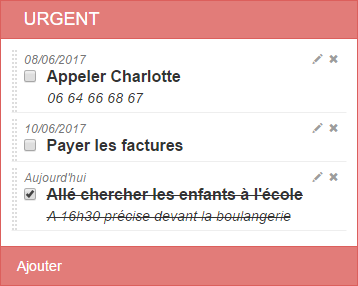 URGENT
08/06/2017
Appeler Charlotte
06 64 66 68 67
10/06/2017
Payer les factures
Aujourd'hui
Allé chercher les enfants à l'école
A 16h30 précise devant la boulangerie
Ajouter